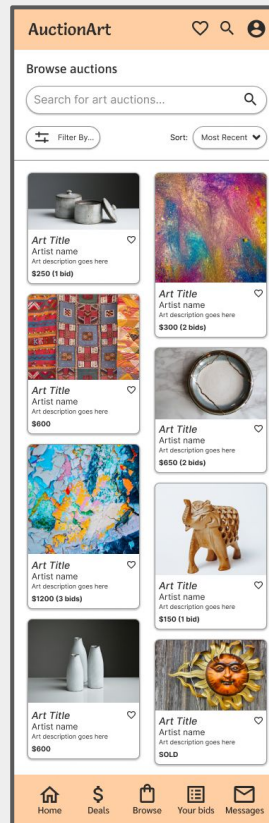 AuctionArt
Browse auctions
Search for art auctions...
Filter By...
Sort:
Most Recent
Art Title
Artist name
Art description goes here
$250 (1 bid)
Art Title
Artist name
Art description goes here
$600
Art Title
Artist name
Art description goes here
$1200 (3 bids)
Art Title
Artist name
Art description goes here
$600
Art Title
Artist name
Art description goes here
$300 (2 bids)
Art Title
Artist name
Art description goes here
$650 (2 bids)
Art Title
Artist name
Art description goes here
$150 (1 bid)
Art Title
Artist name
Art description goes here
SOLD
Home
Deals
Browse
Your bids
Messages